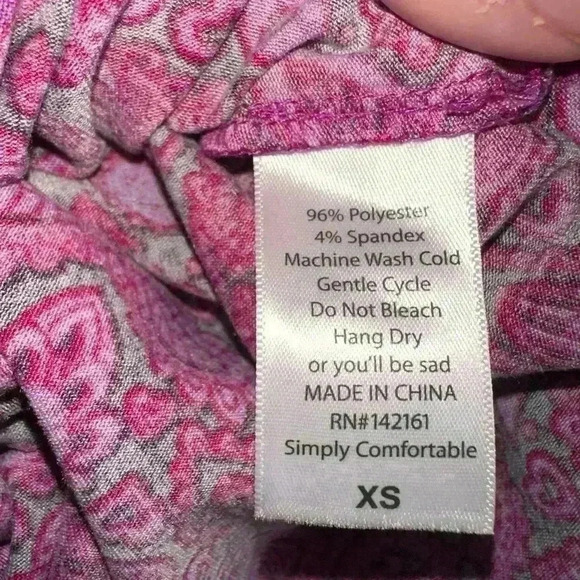 96% Polyester
4% Spandex
Machine Wash Cold
Gentle Cycle
Do Not Bleach
Hang Dry
or you'll be sad
MADE IN CHINA
RN#142161
Simply Comfortable
XS